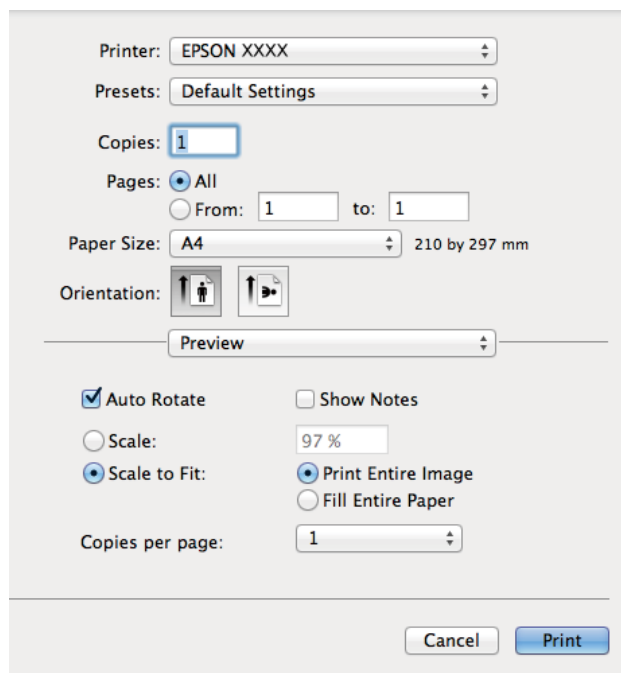 Printer: EPSON XXXX
Presets: Default Settings
Copies: 1
Pages: All
From: 1 to: 1
Paper Size: A4 210 by 297 mm
Orientation:
Preview
Auto Rotate Show Notes
Scale: 97 %
Scale to Fit: Print Entire Image
Fill Entire Paper
Copies per page: 1
Cancel Print